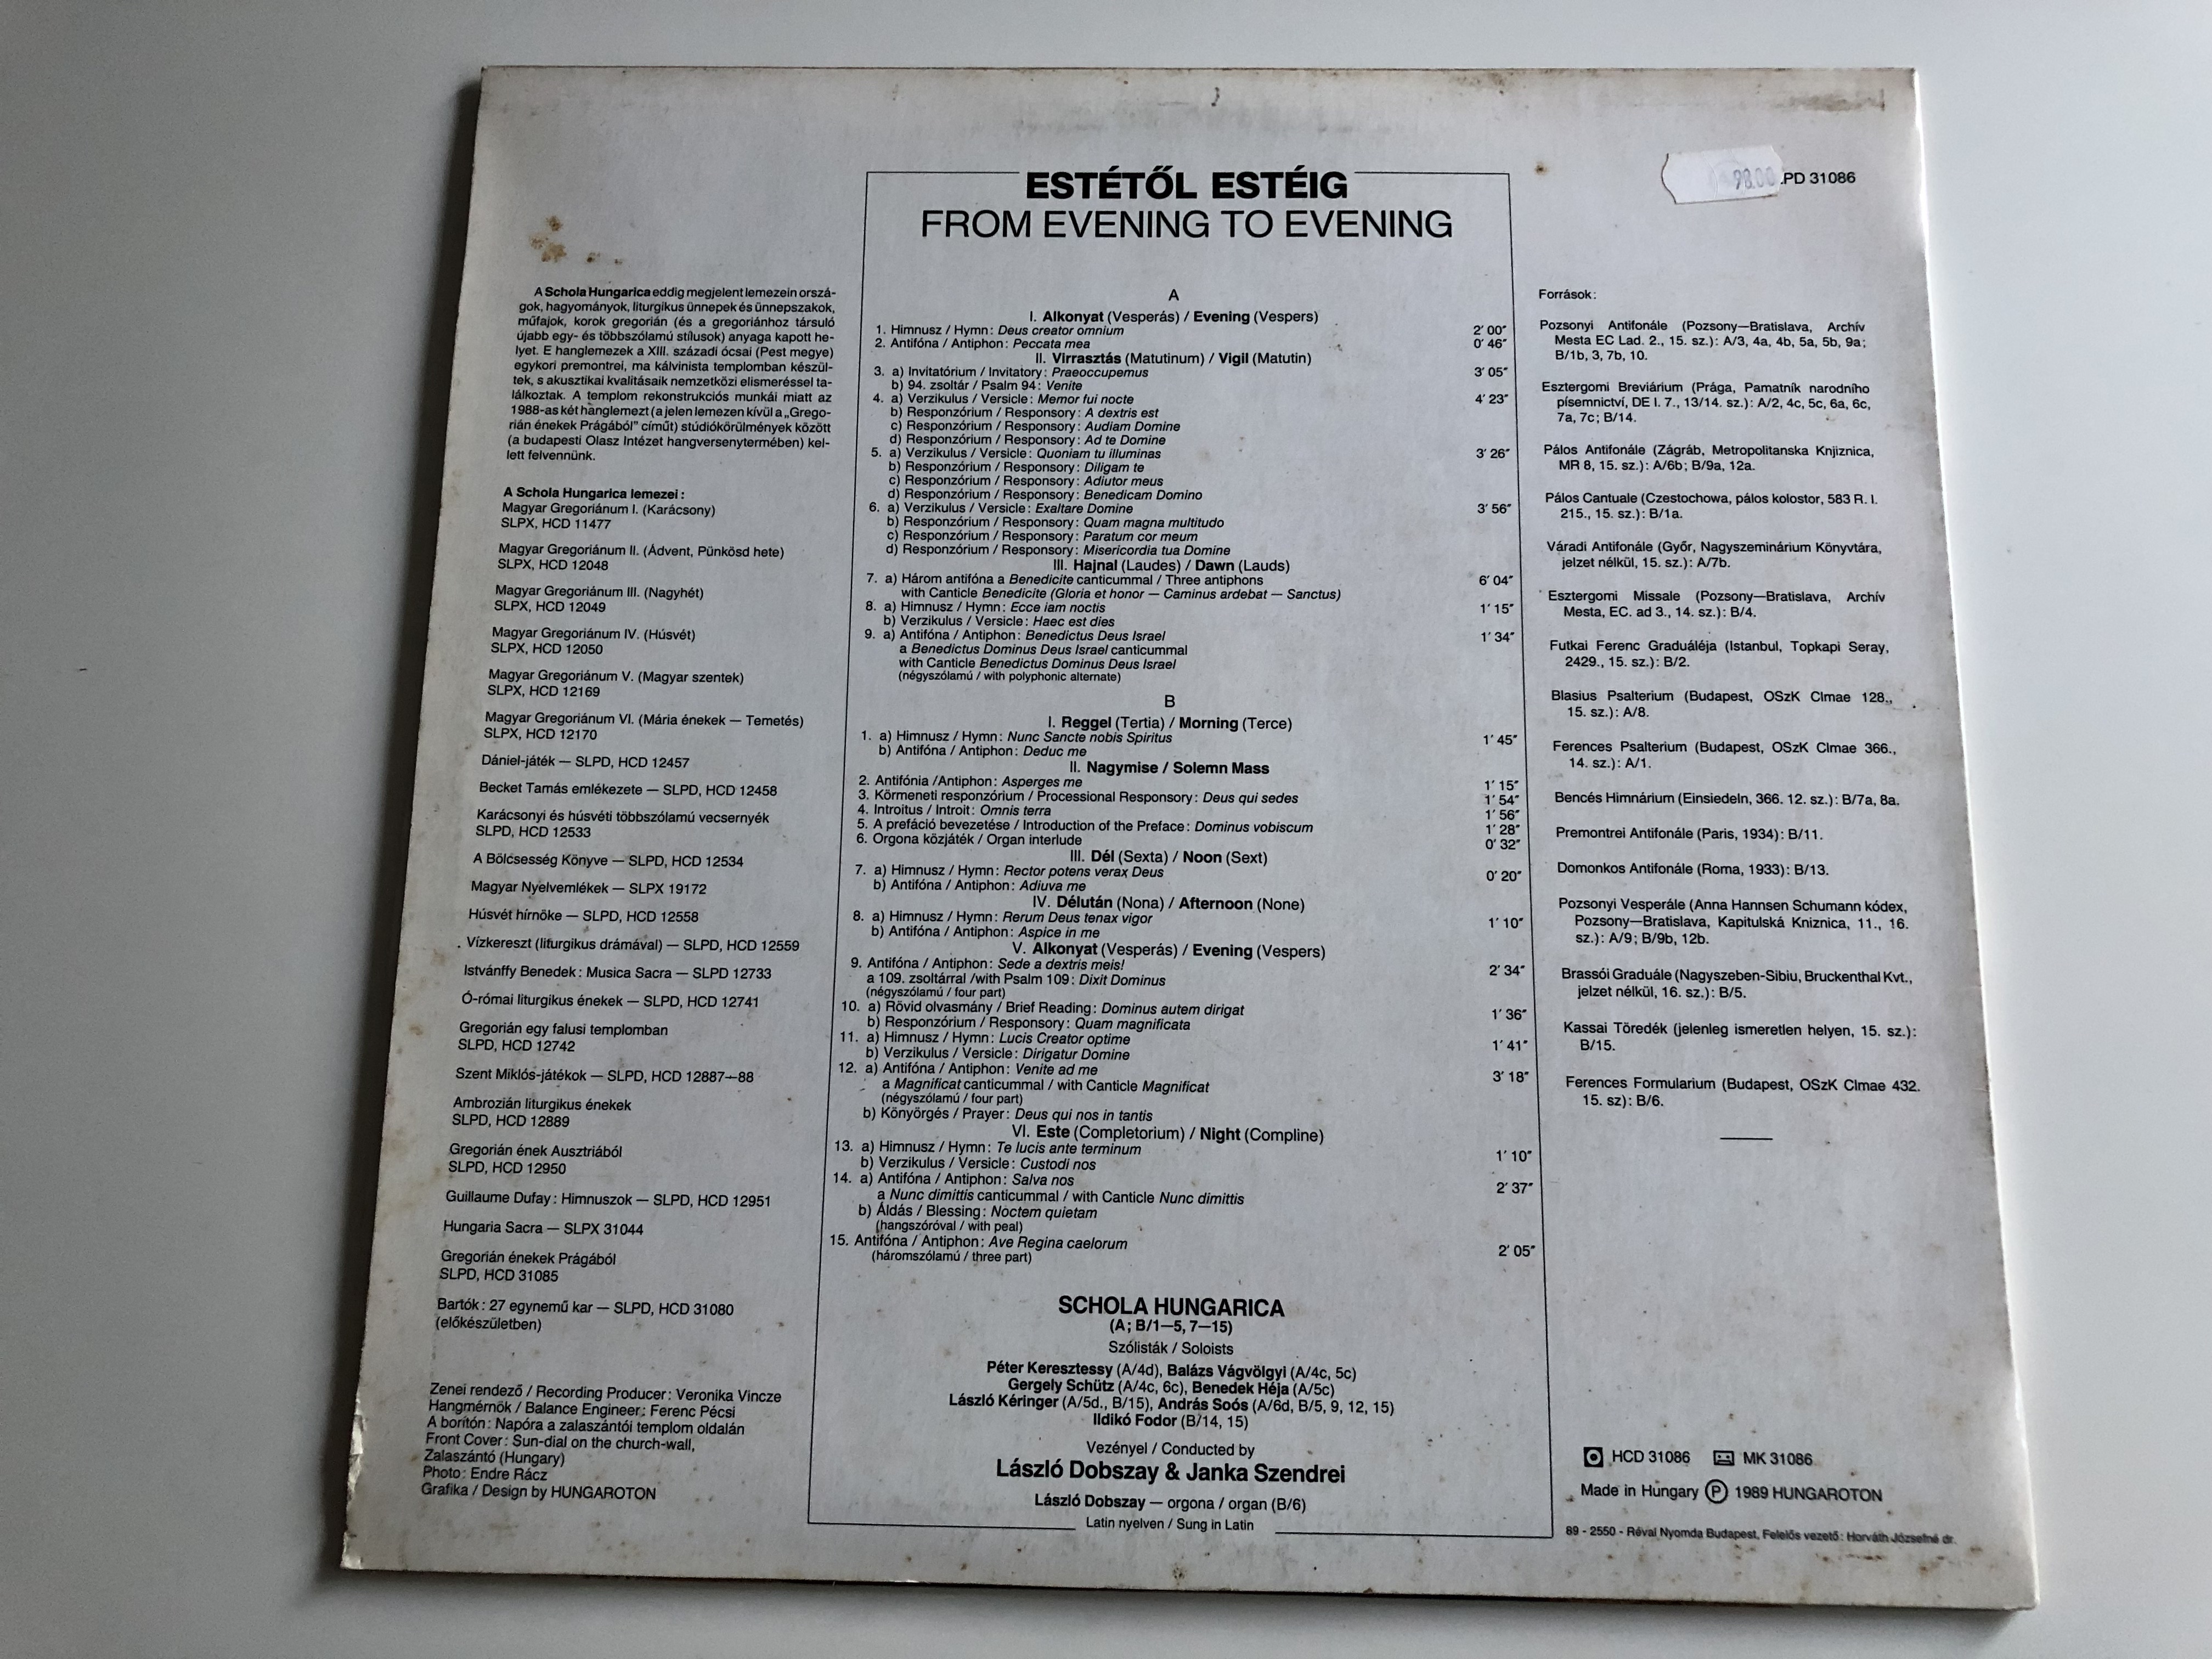 ESTÉTŐL ESTÉIG
FROM EVENING TO EVENING
98.00
PD 31086
A Schola Hungarica eddig megjelent lemezein orszá-
gok, hagyományok, liturgikus ünnepek és ünnepszakok,
műfajok, korok gregorián (és a gregoriánhoz társuló
újabb egy- és többszólamú stílusok) anyaga kapott he-
lyet. E hanglemezek a XIII. századi ócsai (Pest megye)
egykori premontrei, ma kálvinista templomban készül-
tek, s akusztikai kvalitásaik nemzetközi elismeréssel ta-
lálkoztak. A templom rekonstrukciós munkái miatt az
1988-as két hanglemezt (a jelen lemezen kívül a „Grego-
rián énekek Prágából” címűt) stúdiókörülmények között
(a budapesti Olasz Intézet hangversenytermében) kel-
lett felvennünk.
A Schola Hungarica lemezei:
Magyar Gregoriánum I. (Karácsony)
SLPX, HCD 11477
Magyar Gregoriánum II. (Ádvent, Pünkösd hete)
SLPX, HCD 12048
Magyar Gregoriánum III. (Nagyhét)
SLPX, HCD 12049
Magyar Gregoriánum IV. (Húsvét)
SLPX, HCD 12050
Magyar Gregoriánum V. (Magyar szentek)
SLPX, HCD 12169
Magyar Gregoriánum VI. (Mária énekek — Temetés)
SLPX, HCD 12170
Dániel-játék — SLPD, HCD 12457
Becket Tamás emlékezete — SLPD, HCD 12458
Karácsonyi és húsvéti többszólamú vecsernyék
SLPD, HCD 12533
A Bölcsesség Könyve — SLPD, HCD 12534
Magyar Nyelvemlékek — SLPX 19172
Húsvét hírnöke — SLPD, HCD 12558
Vízkereszt (liturgikus drámával) — SLPD, HCD 12559
Istvánffy Benedek: Musica Sacra — SLPD 12733
Ó-római liturgikus énekek — SLPD, HCD 12741
Gregorián egy falusi templomban
SLPD, HCD 12742
Szent Miklós-játékok — SLPD, HCD 12887—88
Ambrozián liturgikus énekek
SLPD, HCD 12889
Gregorián ének Ausztriából
SLPD, HCD 12950
Guillaume Dufay: Himnuszok — SLPD, HCD 12951
Hungaria Sacra — SLPX 31044
Gregorián énekek Prágából
SLPD, HCD 31085
Bartók: 27 egynemű kar — SLPD, HCD 31080
(előkészületben)
Zenei rendező / Recording Producer: Veronika Vincze
Hangmérnök / Balance Engineer: Ferenc Pécsi
A borítón: Napóra a zalaszántói templom oldalán
Front Cover: Sun-dial on the church-wall,
Zalaszántó (Hungary)
Photo: Endre Rácz
Grafika / Design by HUNGAROTON
A
I. Alkonyat (Vesperás) / Evening (Vespers)
1. Himnusz / Hymn: Deus creator omnium 2′ 00″
2. Antifóna / Antiphon: Peccata mea 0′ 46″
II. Virrasztás (Matutinum) / Vigil (Matutin)
3. a) Invitatórium / Invitatory: Praeoccupemus 3′ 05″
b) 94. zsoltár / Psalm 94: Venite
4. a) Verzikulus / Versicle: Memor fui nocte 4′ 23″
b) Responzórium / Responsory: A dextris est
c) Responzórium / Responsory: Audiam Domine
d) Responzórium / Responsory: Ad te Domine
5. a) Verzikulus / Versicle: Quoniam tu illuminas 3′ 26″
b) Responzórium / Responsory: Diligam te
c) Responzórium / Responsory: Adiutor meus
d) Responzórium / Responsory: Benedicam Domino
6. a) Verzikulus / Versicle: Exaltare Domine 3′ 56″
b) Responzórium / Responsory: Quam magna multitudo
c) Responzórium / Responsory: Paratum cor meum
d) Responzórium / Responsory: Misericordia tua Domine
III. Hajnal (Laudes) / Dawn (Lauds)
7. a) Három antifóna a Benedicite canticummal / Three antiphons 6′ 04″
with Canticle Benedicite (Gloria et honor — Caminus ardebat — Sanctus)
8. a) Himnusz / Hymn: Ecce iam noctis 1′ 15″
b) Verzikulus / Versicle: Haec est dies
9. a) Antifóna / Antiphon: Benedictus Deus Israel 1′ 34″
a Benedictus Dominus Deus Israel canticummal
with Canticle Benedictus Dominus Deus Israel
(négyszólamú / with polyphonic alternate)
B
I. Reggel (Tertia) / Morning (Terce)
1. a) Himnusz / Hymn: Nunc Sancte nobis Spiritus 1′ 45″
b) Antifóna / Antiphon: Deduc me
II. Nagymise / Solemn Mass
2. Antifónia /Antiphon: Asperges me 1′ 15″
3. Körmeneti responzórium / Processional Responsory: Deus qui sedes 1′ 54″
4. Introitus / Introit: Omnis terra 1′ 56″
5. A prefáció bevezetése / Introduction of the Preface: Dominus vobiscum 1′ 28″
6. Orgona közjáték / Organ interlude 0′ 32″
III. Dél (Sexta) / Noon (Sext)
7. a) Himnusz / Hymn: Rector potens verax Deus 0′ 20″
b) Antifóna / Antiphon: Adiuva me
IV. Délután (Nona) / Afternoon (None)
8. a) Himnusz / Hymn: Rerum Deus tenax vigor 1′ 10″
b) Antifóna / Antiphon: Aspice in me
V. Alkonyat (Vesperás) / Evening (Vespers)
9. Antifóna / Antiphon: Sede a dextris meis! 2′ 34″
a 109. zsoltárral /with Psalm 109: Dixit Dominus
(négyszólamú / four part)
10. a) Rövid olvasmány / Brief Reading: Dominus autem dirigat 1′ 36″
b) Responzórium / Responsory: Quam magnificata
11. a) Himnusz / Hymn: Lucis Creator optime 1′ 41″
b) Verzikulus / Versicle: Dirigatur Domine
12. a) Antifóna / Antiphon: Venite ad me 3′ 18″
a Magnificat canticummal / with Canticle Magnificat
(négyszólamú / four part)
b) Könyörgés / Prayer: Deus qui nos in tantis
VI. Este (Completorium) / Night (Compline)
13. a) Himnusz / Hymn: Te lucis ante terminum 1′ 10″
b) Verzikulus / Versicle: Custodi nos
14. a) Antifóna / Antiphon: Salva nos 2′ 37″
a Nunc dimittis canticummal / with Canticle Nunc dimittis
b) Áldás / Blessing: Noctem quietam
(hangszóróval / with peal)
15. Antifóna / Antiphon: Ave Regina caelorum 2′ 05″
(háromszólamú / three part)
SCHOLA HUNGARICA
(A; B/1—5, 7—15)
Szólisták / Soloists
Péter Keresztessy (A/4d), Balázs Vágvölgyi (A/4c, 5c)
Gergely Schütz (A/4c, 6c), Benedek Héja (A/5c)
László Kéringer (A/5d., B/15), András Soós (A/6d, B/5, 9, 12, 15)
Ildikó Fodor (B/14, 15)
Vezényel / Conducted by
László Dobszay & Janka Szendrei
László Dobszay — orgona / organ (B/6)
Latin nyelven / Sung in Latin
Források:
Pozsonyi Antifonále (Pozsony—Bratislava, Archív
Mesta EC Lad. 2., 15. sz.): A/3, 4a, 4b, 5a, 5b, 9a;
B/1b, 3, 7b, 10.
Esztergomi Breviárium (Prága, Pamatník narodního
písemnictví, DE I. 7., 13/14. sz.): A/2, 4c, 5c, 6a, 6c,
7a, 7c; B/14.
Pálos Antifonále (Zágráb, Metropolitanska Knjiznica,
MR 8, 15. sz.): A/6b; B/9a, 12a.
Pálos Cantuale (Czestochowa, pálos kolostor, 583 R. I.
215., 15. sz.): B/1a.
Váradi Antifonále (Győr, Nagyszeminárium Könyvtára,
jelzet nélkül, 15. sz.): A/7b.
Esztergomi Missale (Pozsony—Bratislava, Archív
Mesta, EC. ad 3., 14. sz.): B/4.
Futkai Ferenc Graduáléja (Istanbul, Topkapi Seray,
2429., 15. sz.): B/2.
Blasius Psalterium (Budapest, OSzK Clmae 128.,
15. sz.): A/8.
Ferences Psalterium (Budapest, OSzK Clmae 366.,
14. sz.): A/1.
Bencés Himnárium (Einsiedeln, 366. 12. sz.): B/7a, 8a.
Premontrei Antifonále (Paris, 1934): B/11.
Domonkos Antifonále (Roma, 1933): B/13.
Pozsonyi Vesperále (Anna Hannsen Schumann kódex,
Pozsony—Bratislava, Kapitulská Kniznica, 11., 16.
sz.): A/9; B/9b, 12b.
Brassói Graduále (Nagyszeben-Sibiu, Bruckenthal Kvt.,
jelzet nélkül, 16. sz.): B/5.
Kassai Töredék (jelenleg ismeretlen helyen, 15. sz.):
B/15.
Ferences Formularium (Budapest, OSzK Clmae 432.
15. sz): B/6.
HCD 31086 MK 31086
Made in Hungary Ⓟ 1989 HUNGAROTON
89 - 2550 - Révai Nyomda Budapest, Felelős vezető: Horváth Józsefné dr.